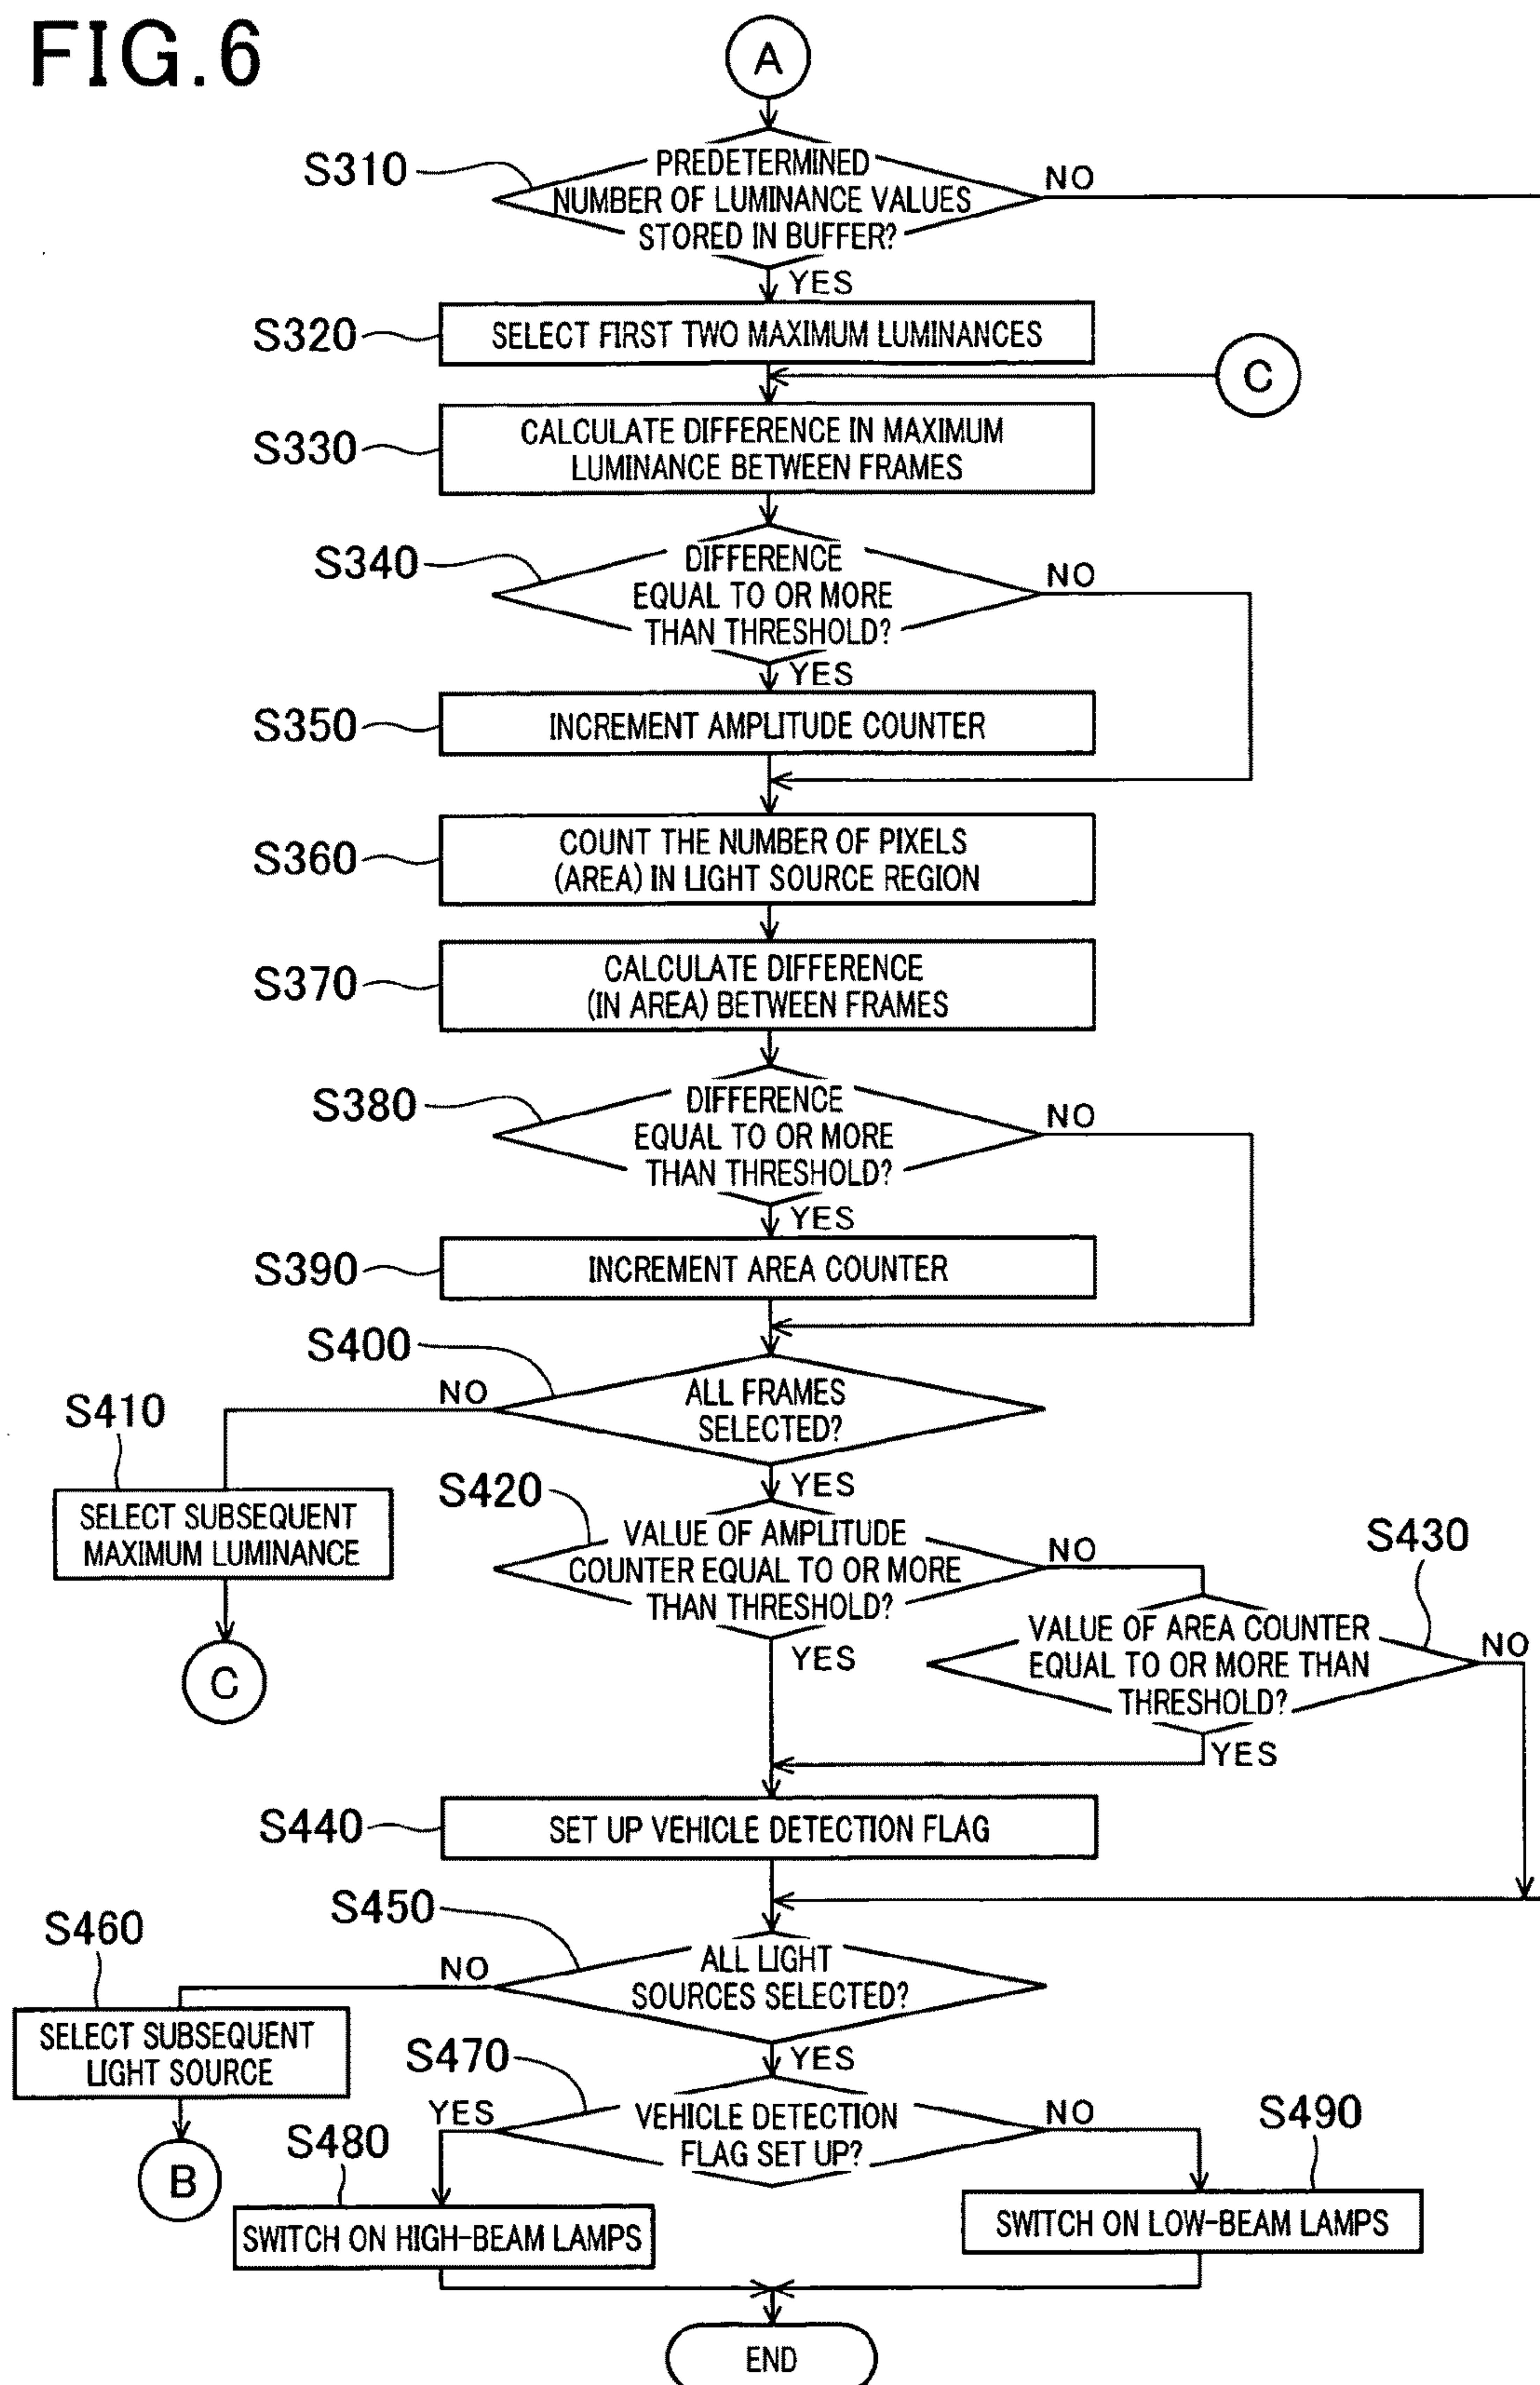 FIG.6
A
S310
PREDETERMINED
NUMBER OF LUMINANCE VALUES
STORED IN BUFFER?
NO
YES
S320
SELECT FIRST TWO MAXIMUM LUMINANCES
C
S330
CALCULATE DIFFERENCE IN MAXIMUM
LUMINANCE BETWEEN FRAMES
S340
DIFFERENCE
EQUAL TO OR MORE
THAN THRESHOLD?
NO
YES
S350
INCREMENT AMPLITUDE COUNTER
S360
COUNT THE NUMBER OF PIXELS
(AREA) IN LIGHT SOURCE REGION
S370
CALCULATE DIFFERENCE
(IN AREA) BETWEEN FRAMES
S380
DIFFERENCE
EQUAL TO OR MORE
THAN THRESHOLD?
NO
YES
S390
INCREMENT AREA COUNTER
S400
ALL FRAMES
SELECTED?
NO
YES
S410
SELECT SUBSEQUENT
MAXIMUM LUMINANCE
C
S420
VALUE OF AMPLITUDE
COUNTER EQUAL TO OR MORE
THAN THRESHOLD?
NO
YES
S430
VALUE OF AREA COUNTER
EQUAL TO OR MORE THAN
THRESHOLD?
NO
YES
S440
SET UP VEHICLE DETECTION FLAG
S450
ALL LIGHT
SOURCES SELECTED?
NO
YES
S460
SELECT SUBSEQUENT
LIGHT SOURCE
B
S470
VEHICLE DETECTION
FLAG SET UP?
YES
NO
S480
SWITCH ON HIGH-BEAM LAMPS
S490
SWITCH ON LOW-BEAM LAMPS
END